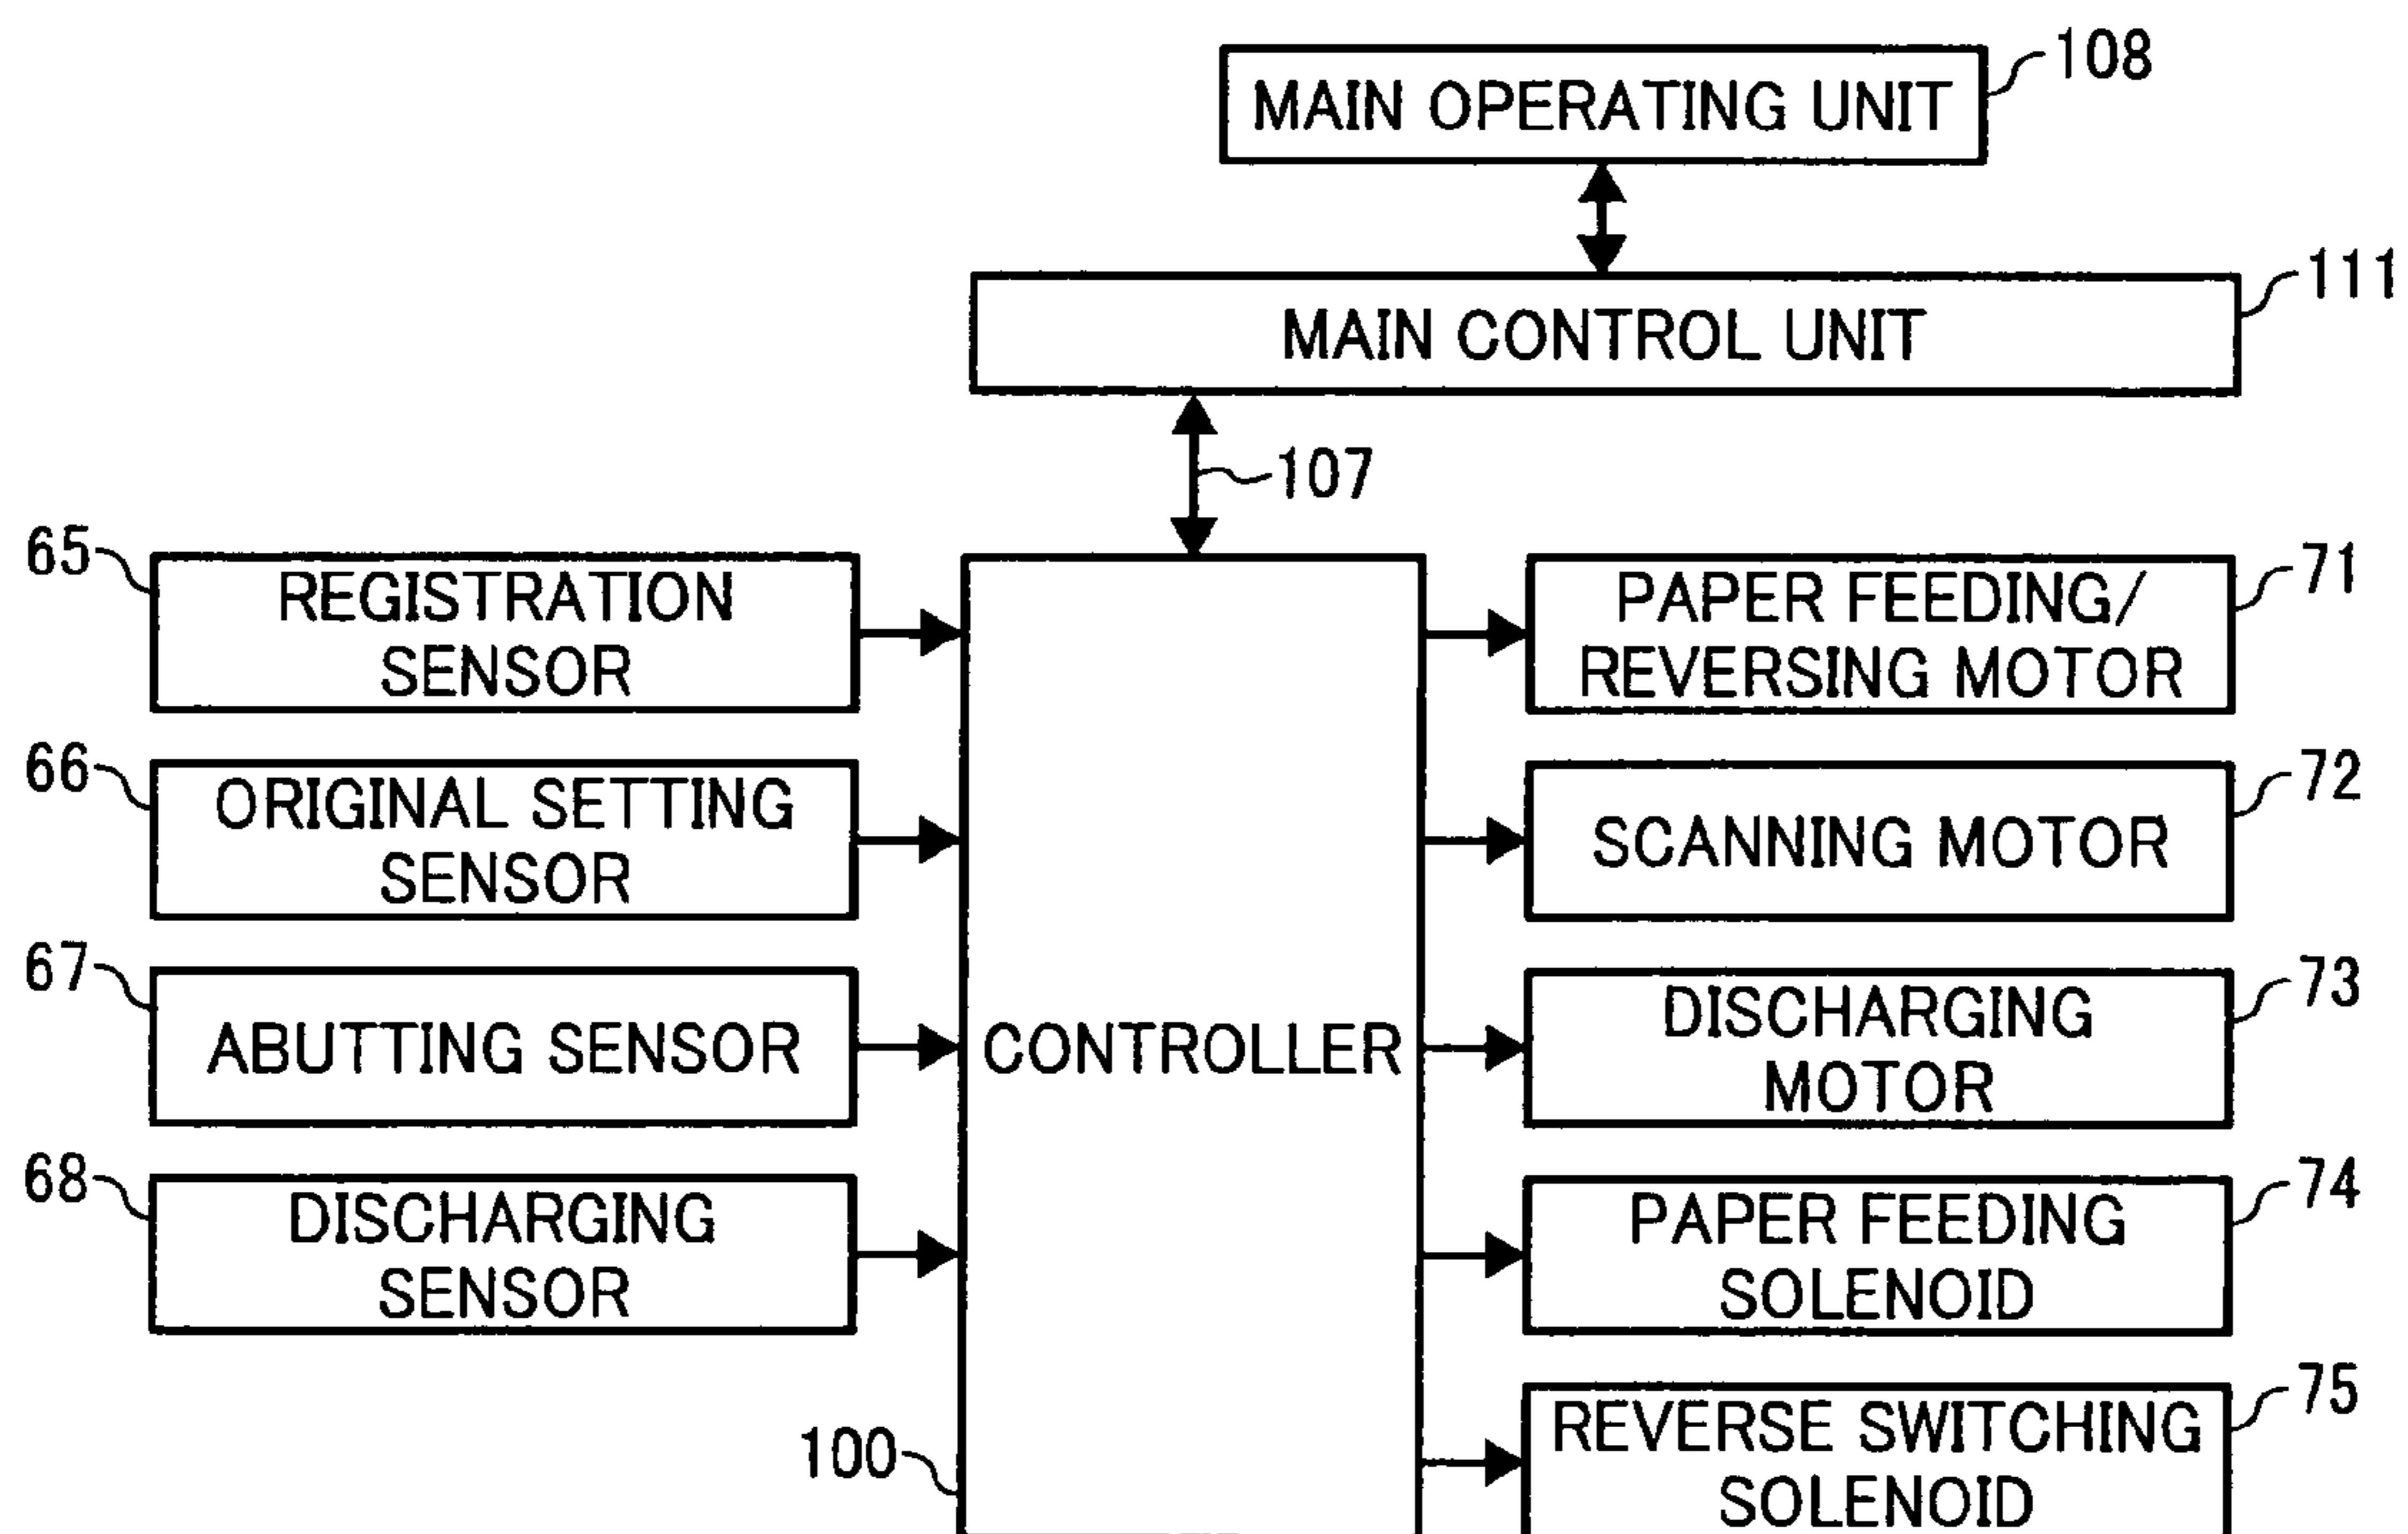 108
MAIN OPERATING UNIT
111
MAIN CONTROL UNIT
107
65
REGISTRATION
SENSOR
66
ORIGINAL SETTING
SENSOR
67
ABUTTING SENSOR
68
DISCHARGING
SENSOR
CONTROLLER
100
71
PAPER FEEDING/
REVERSING MOTOR
72
SCANNING MOTOR
73
DISCHARGING
MOTOR
74
PAPER FEEDING
SOLENOID
75
REVERSE SWITCHING
SOLENOID